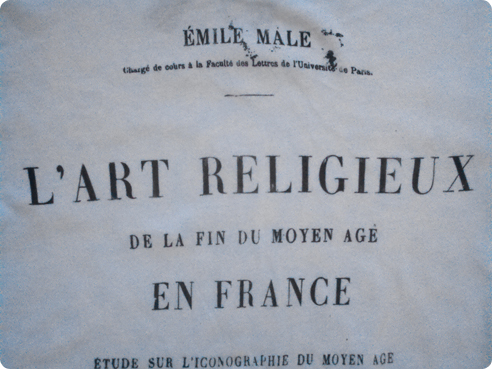 ÉMILE MALE
Chargé de cours à la Faculté des Lettres de l'Université de Paris.
L'ART RELIGIEUX
DE LA FIN DU MOYEN AGE
EN FRANCE
ÉTUDE SUR L'ICONOGRAPHIE DU MOYEN AGE